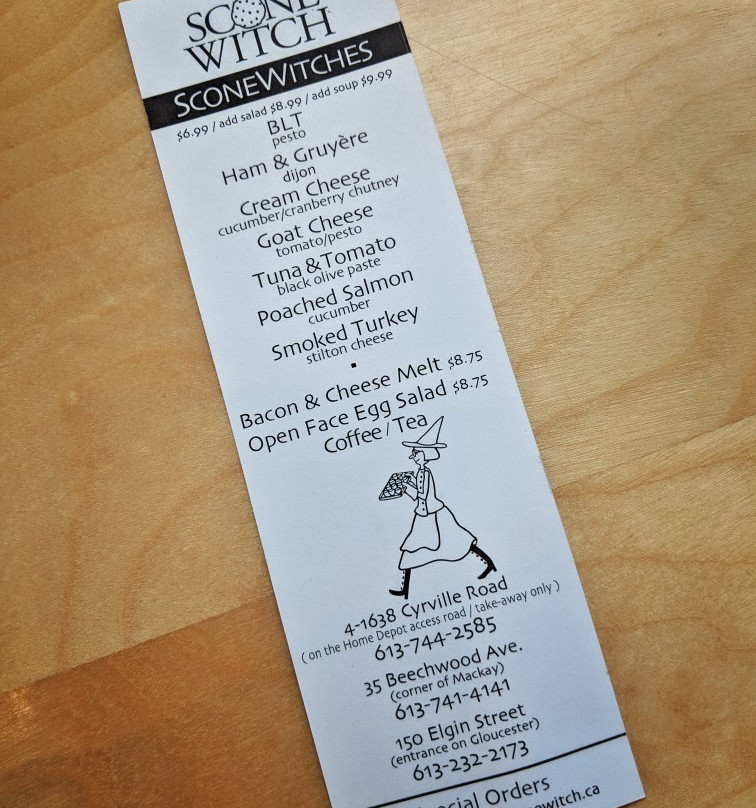 SCONE
WITCH
SCONEWITCHES
$6.99 / add salad $8.99 / add soup $9.99
BLT
pesto
Ham & Gruyère
dijon
Cream Cheese
cucumber/cranberry chutney
Goat Cheese
tomato/pesto
Tuna & Tomato
black olive paste
Poached Salmon
cucumber
Smoked Turkey
stilton cheese
Bacon & Cheese Melt $8.75
Open Face Egg Salad $8.75
Coffee / Tea
4-1638 Cyrville Road
( on the Home Depot access road / take-away only )
613-744-2585
35 Beechwood Ave.
(corner of Mackay)
613-741-4141
150 Elgin Street
(entrance on Gloucester)
613-232-2173
Orders